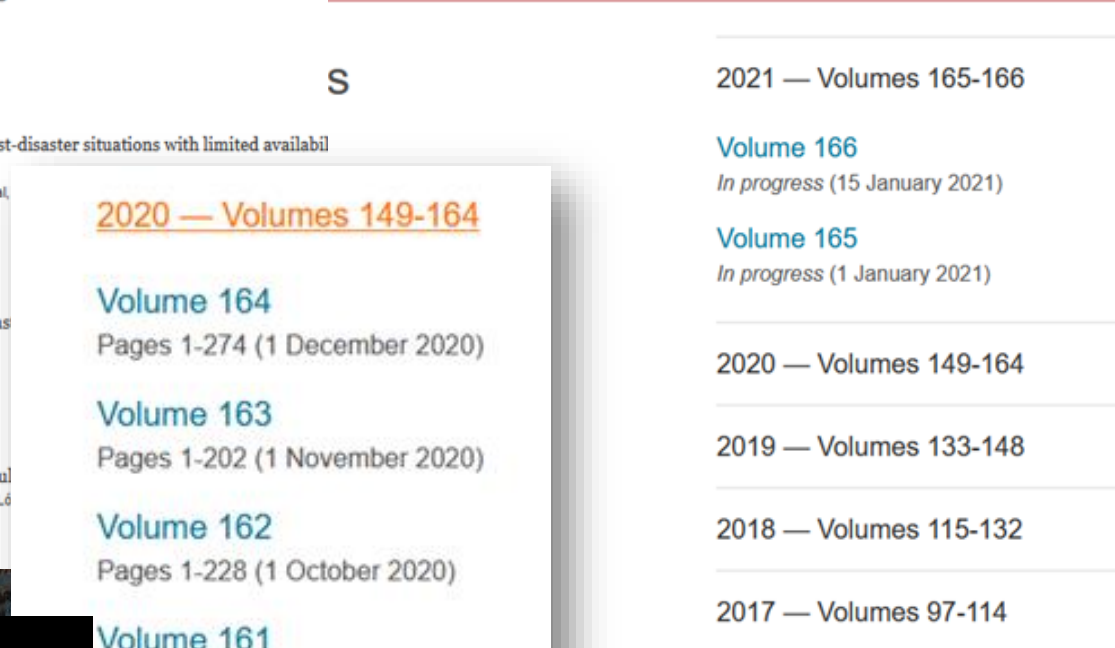 s
st-disaster situations with limited availabil
2020 — Volumes 149-164
Volume 164
Pages 1-274 (1 December 2020)
Volume 163
Pages 1-202 (1 November 2020)
Volume 162
Pages 1-228 (1 October 2020)
Volume 161
2021 — Volumes 165-166
Volume 166
In progress (15 January 2021)
Volume 165
In progress (1 January 2021)
2020 — Volumes 149-164
2019 — Volumes 133-148
2018 — Volumes 115-132
2017 — Volumes 97-114